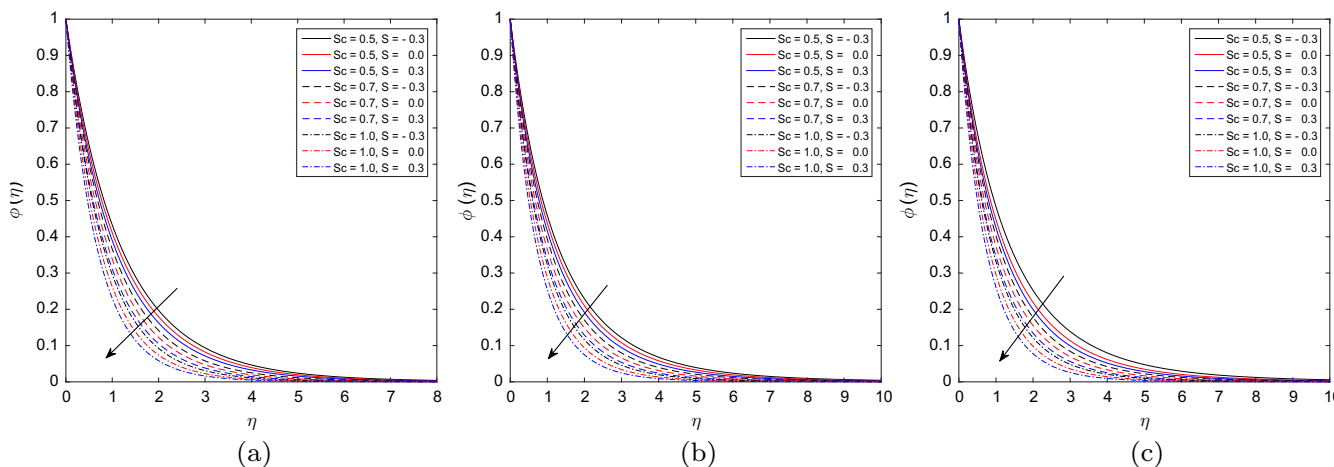 1
0.9
0.8
0.7
0.6
0.5
0.4
0.3
0.2
0.1
0
φ (η)
Sc = 0.5, S = - 0.3
Sc = 0.5, S = 0.0
Sc = 0.5, S = 0.3
Sc = 0.7, S = - 0.3
Sc = 0.7, S = 0.0
Sc = 0.7, S = 0.3
Sc = 1.0, S = - 0.3
Sc = 1.0, S = 0.0
Sc = 1.0, S = 0.3
0 1 2 3 4 5 6 7 8
η
(a)
1
0.9
0.8
0.7
0.6
0.5
0.4
0.3
0.2
0.1
0
ϕ (η)
Sc = 0.5, S = - 0.3
Sc = 0.5, S = 0.0
Sc = 0.5, S = 0.3
Sc = 0.7, S = - 0.3
Sc = 0.7, S = 0.0
Sc = 0.7, S = 0.3
Sc = 1.0, S = - 0.3
Sc = 1.0, S = 0.0
Sc = 1.0, S = 0.3
0 1 2 3 4 5 6 7 8 9 10
η
(b)
1
0.9
0.8
0.7
0.6
0.5
0.4
0.3
0.2
0.1
0
ϕ (η)
Sc = 0.5, S = - 0.3
Sc = 0.5, S = 0.0
Sc = 0.5, S = 0.3
Sc = 0.7, S = - 0.3
Sc = 0.7, S = 0.0
Sc = 0.7, S = 0.3
Sc = 1.0, S = - 0.3
Sc = 1.0, S = 0.0
Sc = 1.0, S = 0.3
0 1 2 3 4 5 6 7 8 9 10
η
(c)